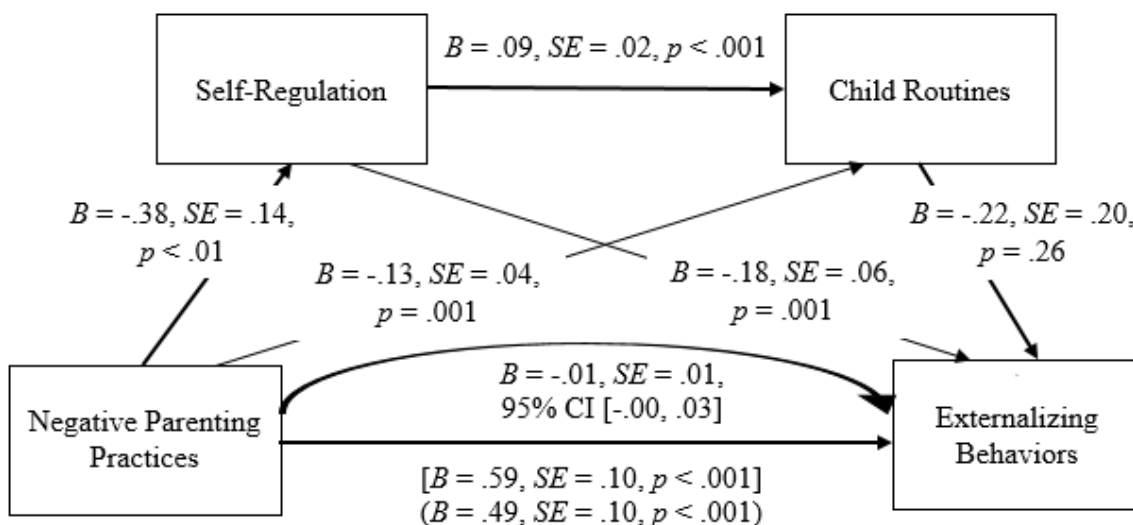 B = .09, SE = .02, p < .001
Self-Regulation
Child Routines
B = -.38, SE = .14,
p < .01
B = -.22, SE = .20,
p = .26
B = -.13, SE = .04,
p = .001
B = -.18, SE = .06,
p = .001
B = -.01, SE = .01,
95% CI [-.00, .03]
Negative Parenting
Practices
Externalizing
Behaviors
[B = .59, SE = .10, p < .001]
(B = .49, SE = .10, p < .001)